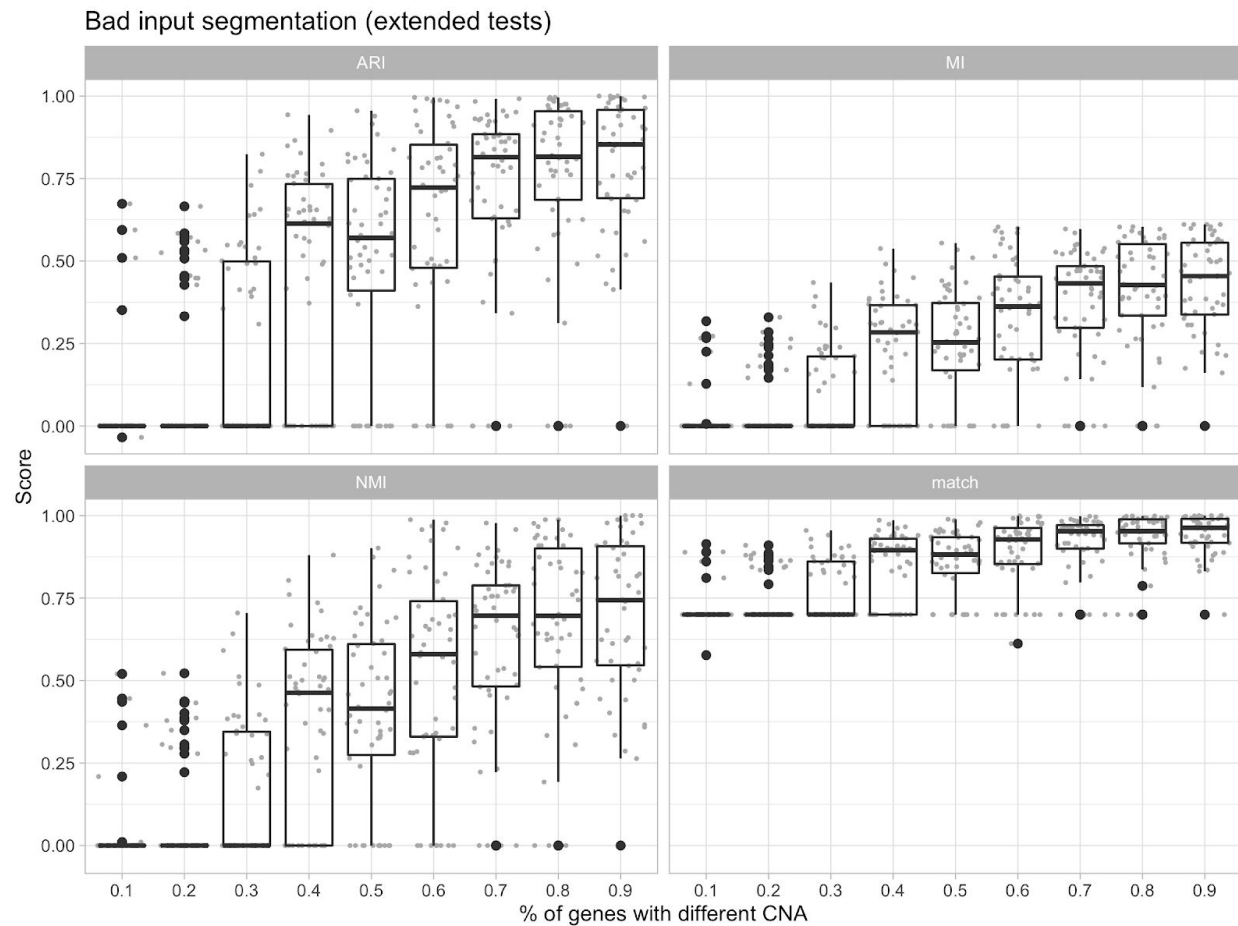 Bad input segmentation (extended tests)
ARI
MI
1.00
0.75
0.50
0.25
0.00
Score
NMI
match
1.00
0.75
0.50
0.25
0.00
0.1 0.2 0.3 0.4 0.5 0.6 0.7 0.8 0.9
0.1 0.2 0.3 0.4 0.5 0.6 0.7 0.8 0.9
% of genes with different CNA